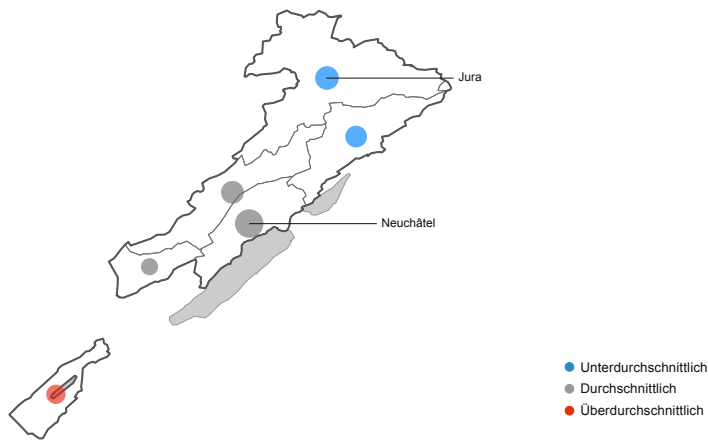 Jura
Neuchâtel
Unterdurchschnittlich
Durchschnittlich
Überdurchschnittlich